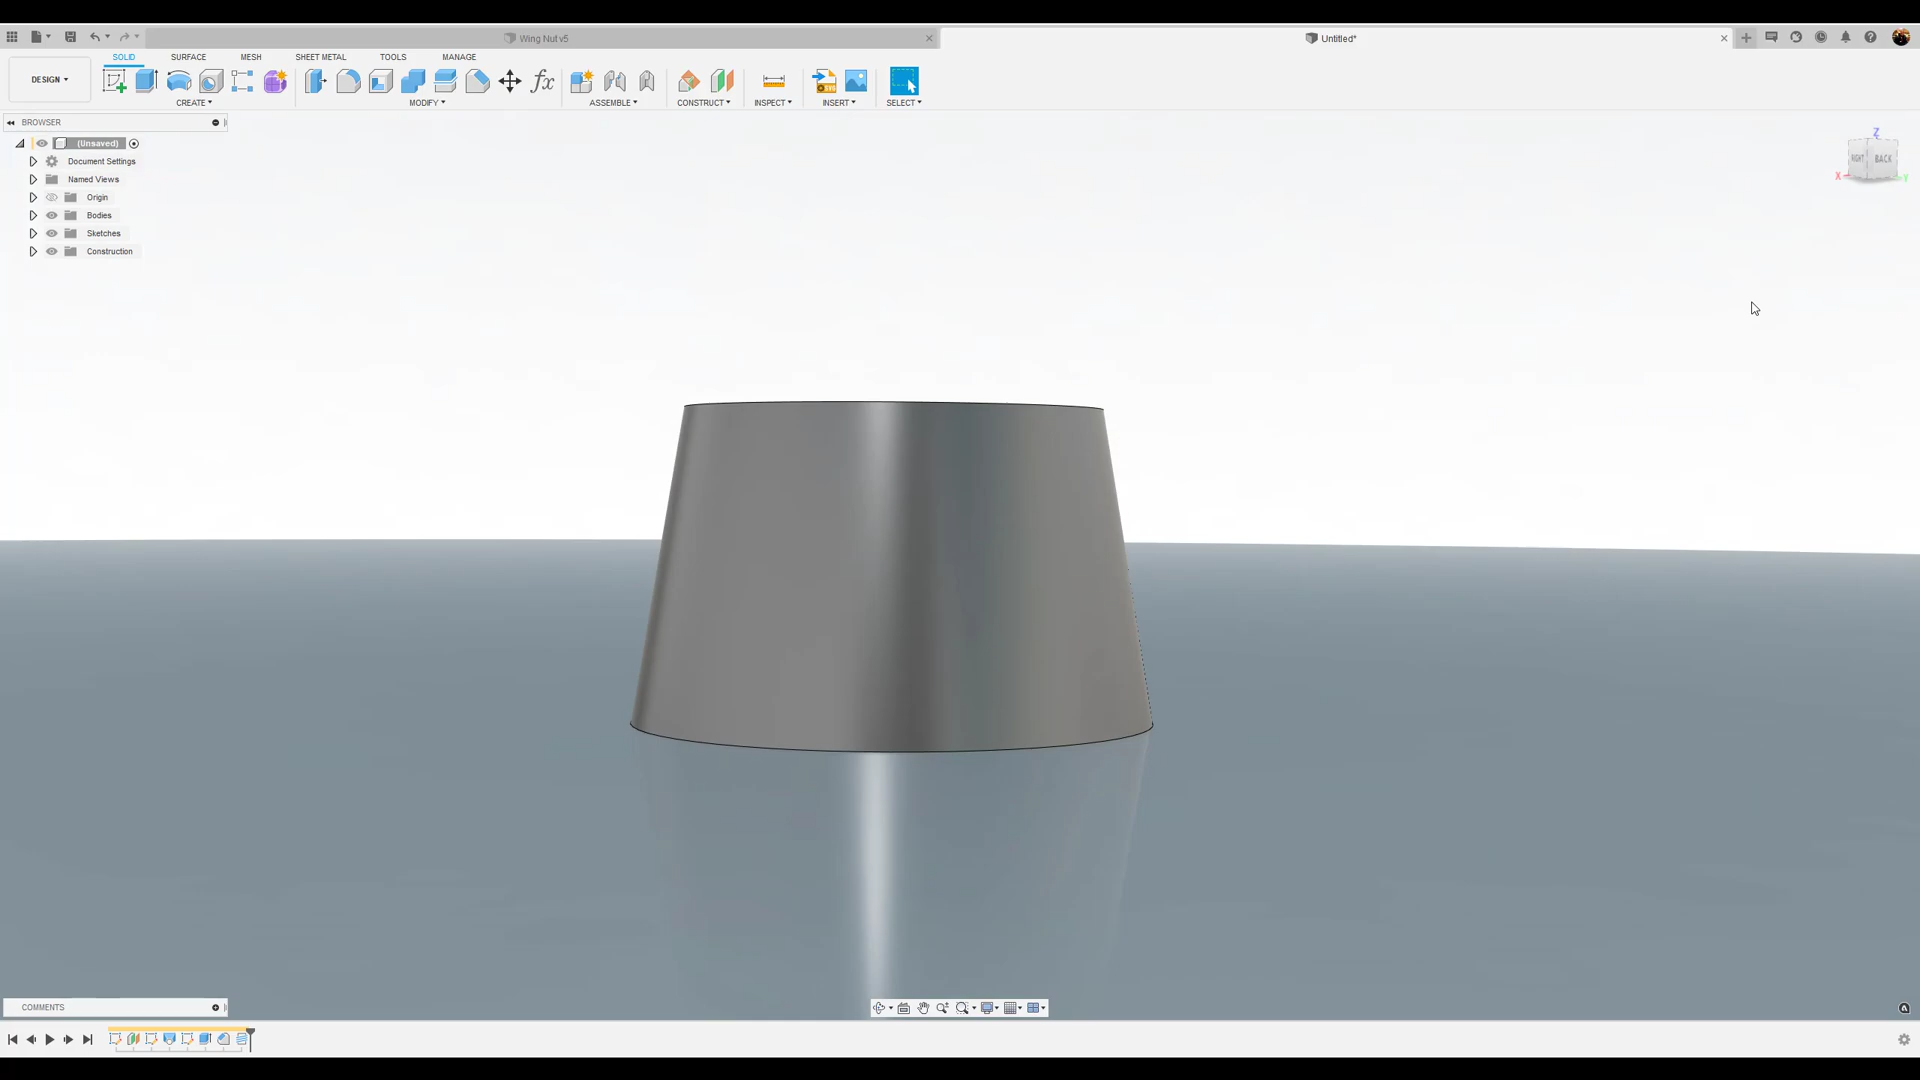 Wing Nut v5
Untitled*
SOLID
SURFACE
MESH
SHEET METAL
TOOLS
MANAGE
DESIGN
CREATE
MODIFY
ASSEMBLE
CONSTRUCT
INSPECT
INSERT
SELECT
BROWSER
(Unsaved)
Document Settings
Named Views
Origin
Bodies
Sketches
Construction
Z
RIGHT
BACK
X
Y
COMMENTS